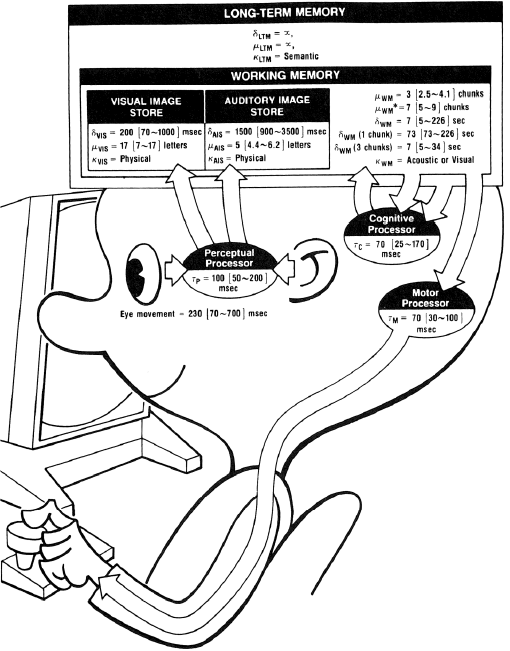 LONG-TERM MEMORY
δLTM = ∝,
μLTM = ∝,
κLTM = Semantic
WORKING MEMORY
VISUAL IMAGE
STORE
δVIS = 200 [70~1000] msec
μVIS = 17 [7~17] letters
κVIS = Physical
AUDITORY IMAGE
STORE
δAIS = 1500 [900~3500] msec
μAIS = 5 [4.4~6.2] letters
κAIS = Physical
μWM = 3 [2.5~4.1] chunks
μWM* = 7 [5~9] chunks
δWM = 7 [5~226] sec
δWM (1 chunk) = 73 [73~226] sec
δWM (3 chunks) = 7 [5~34] sec
κWM = Acoustic or Visual
Cognitive
Processor
τC = 70 [25~170]
msec
Perceptual
Processor
τP = 100 [50~200]
msec
Eye movement – 230 [70~700] msec
Motor
Processor
τM = 70 [30~100]
msec